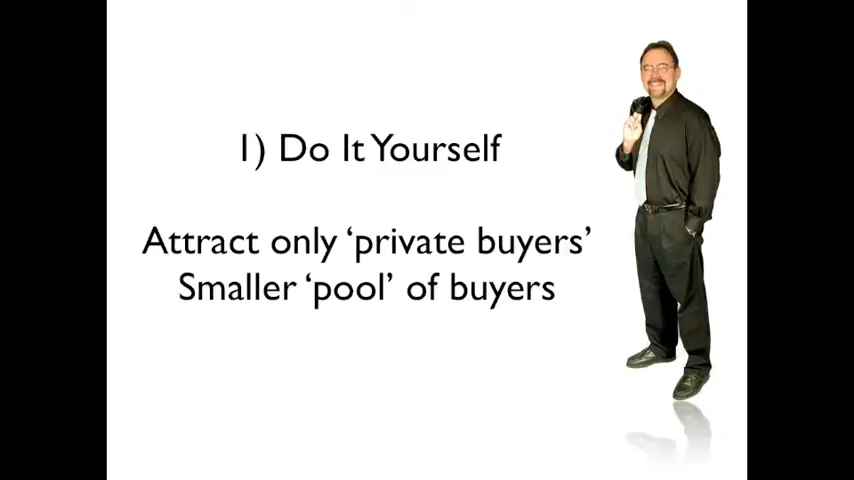 1) Do It Yourself
Attract only ‘private buyers’
Smaller ‘pool’ of buyers